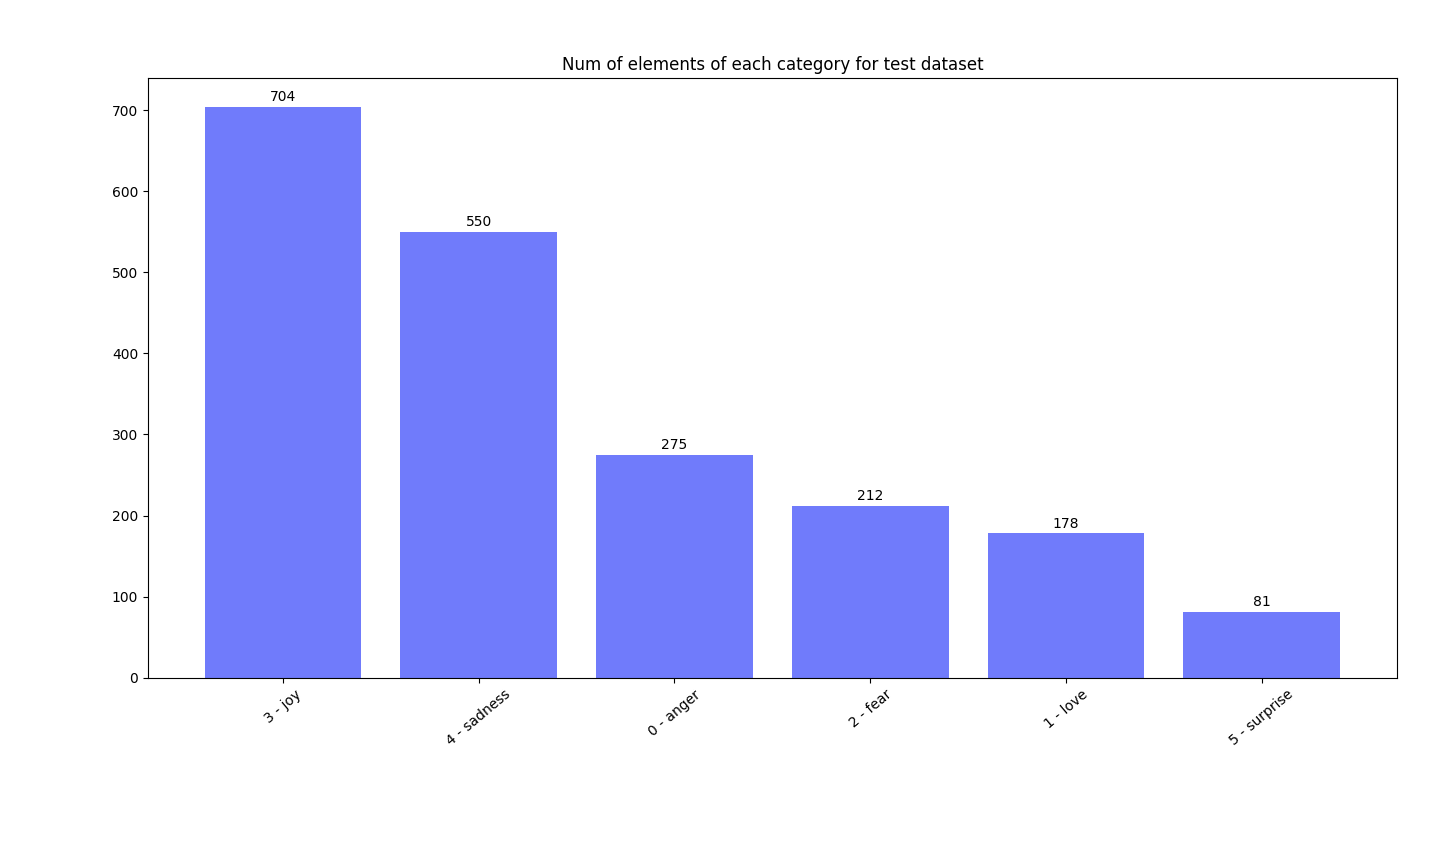 Num of elements of each category for test dataset
704
700
600
550
500
400
300
275
212
200
178
100
81
0
3 - joy
4 - sadness
0 - anger
2 - fear
1 - love
5 - surprise